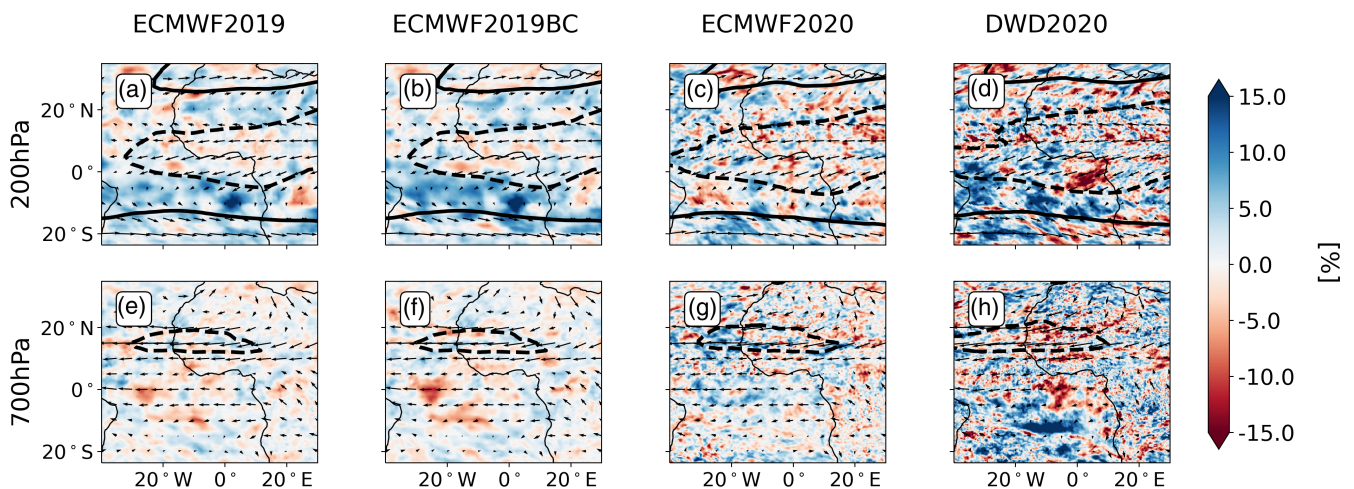 ECMWF2019 ECMWF2019BC ECMWF2020 DWD2020
200hPa
(a) (b) (c) (d)
20°N
0°
20°S
700hPa
(e) (f) (g) (h)
20°N
0°
20°S
20°W 0° 20°E 20°W 0° 20°E 20°W 0° 20°E 20°W 0° 20°E
15.0
10.0
5.0
0.0
-5.0
-10.0
-15.0
[%]